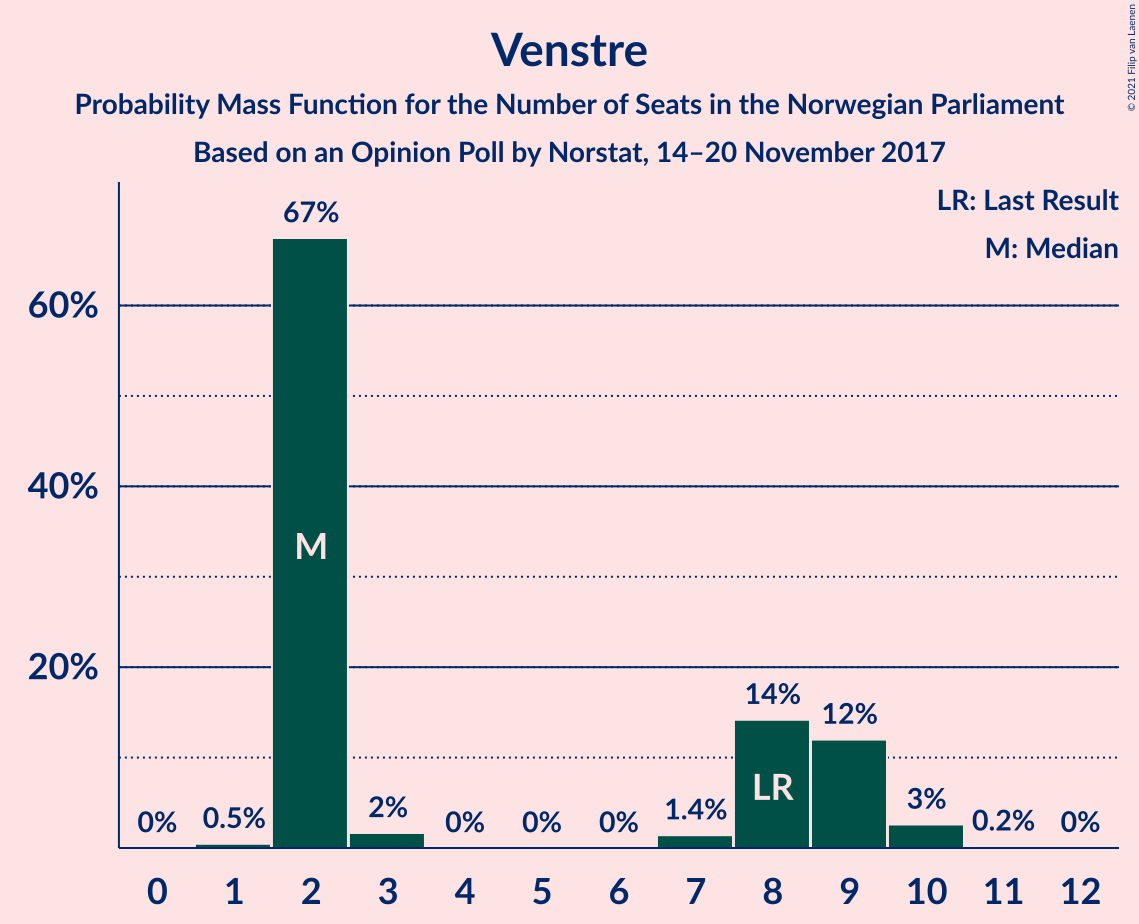 Venstre
Probability Mass Function for the Number of Seats in the Norwegian Parliament
Based on an Opinion Poll by Norstat, 14–20 November 2017
© 2021 Filip van Laenen
LR: Last Result
M: Median
60%
40%
20%
0%
0.5%
67%
2%
0%
0%
0%
1.4%
14%
12%
3%
0.2%
0%
M
LR
0 1 2 3 4 5 6 7 8 9 10 11 12